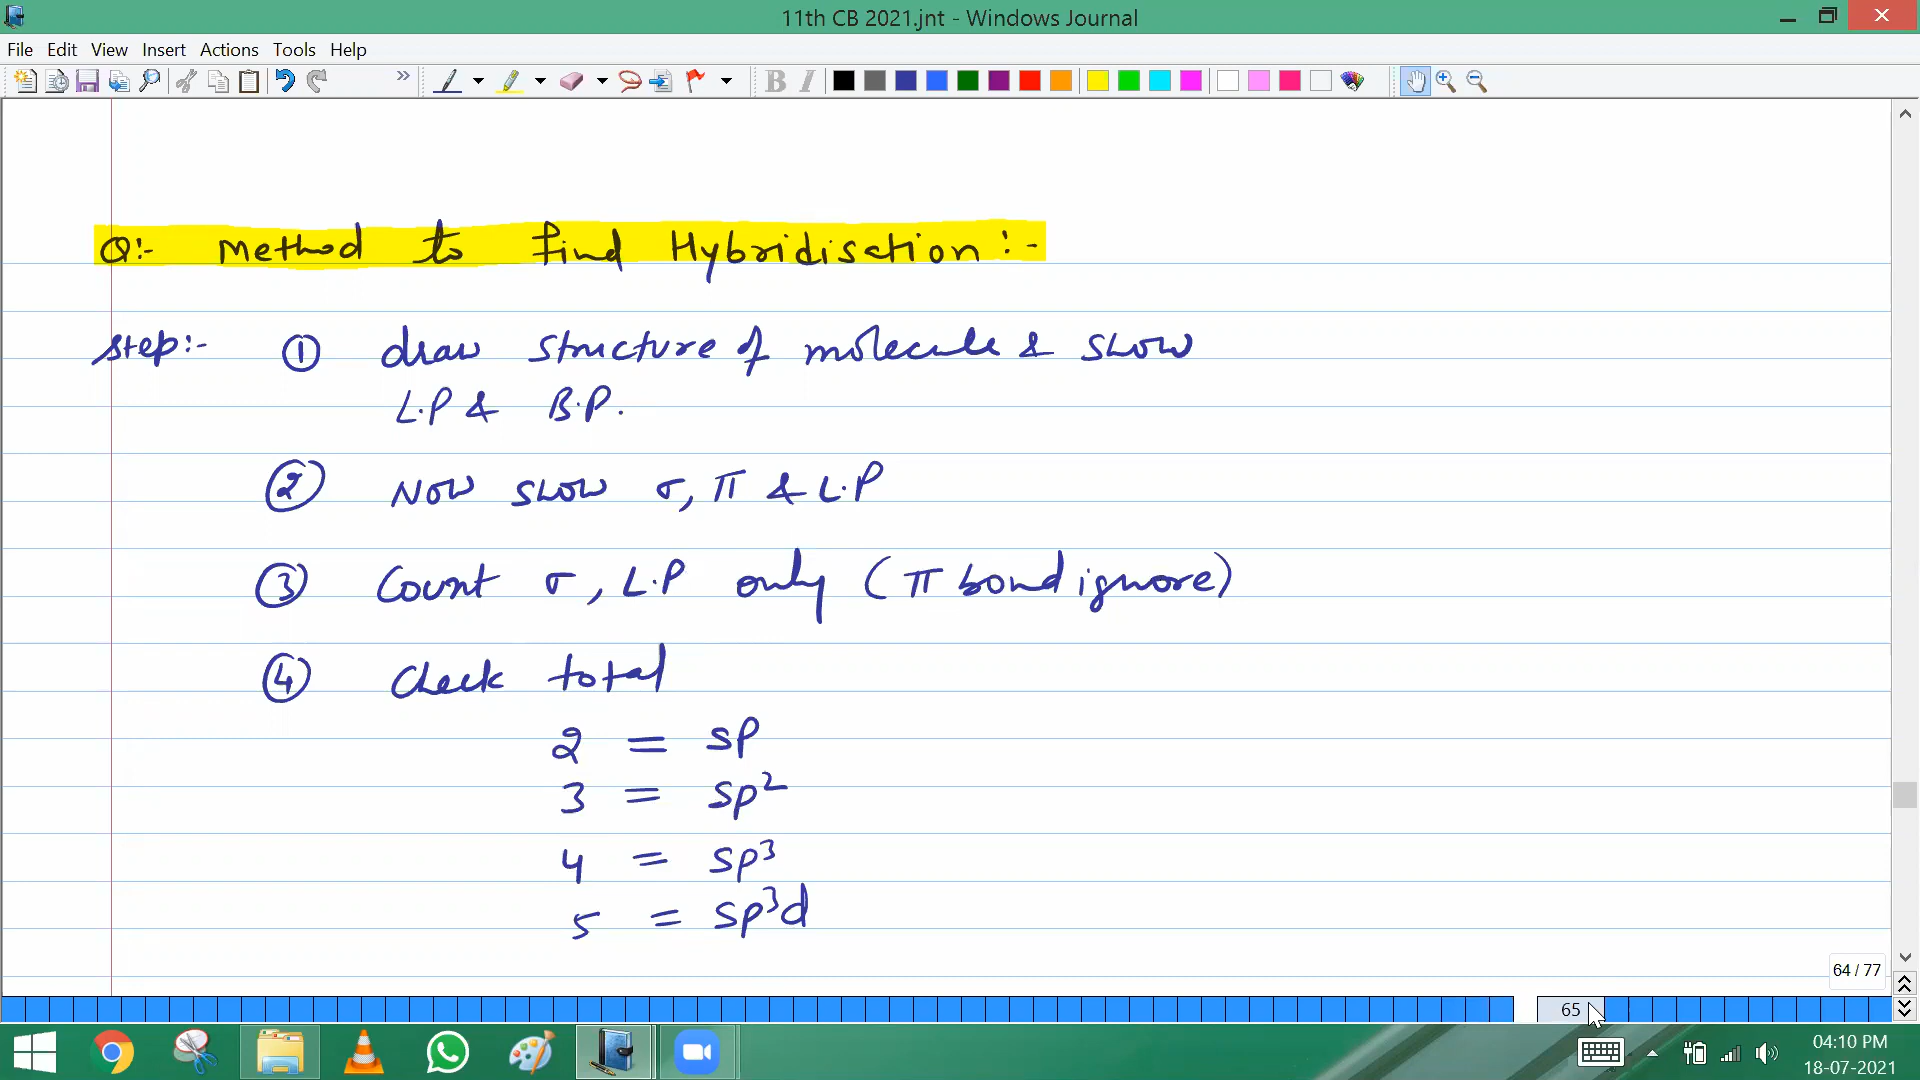 11th CB 2021.jnt - Windows Journal
File Edit View Insert Actions Tools Help
Q:- Method to find Hybridisation:-
Step:- ① draw structure of molecule & show
L.P & B.P.
② Now show σ, π & L.P
③ Count σ, L.P only (π bond ignore)
④ Check total
2 = sp
3 = sp²
4 = sp³
5 = sp³d
64 / 77
65
04:10 PM
18-07-2021